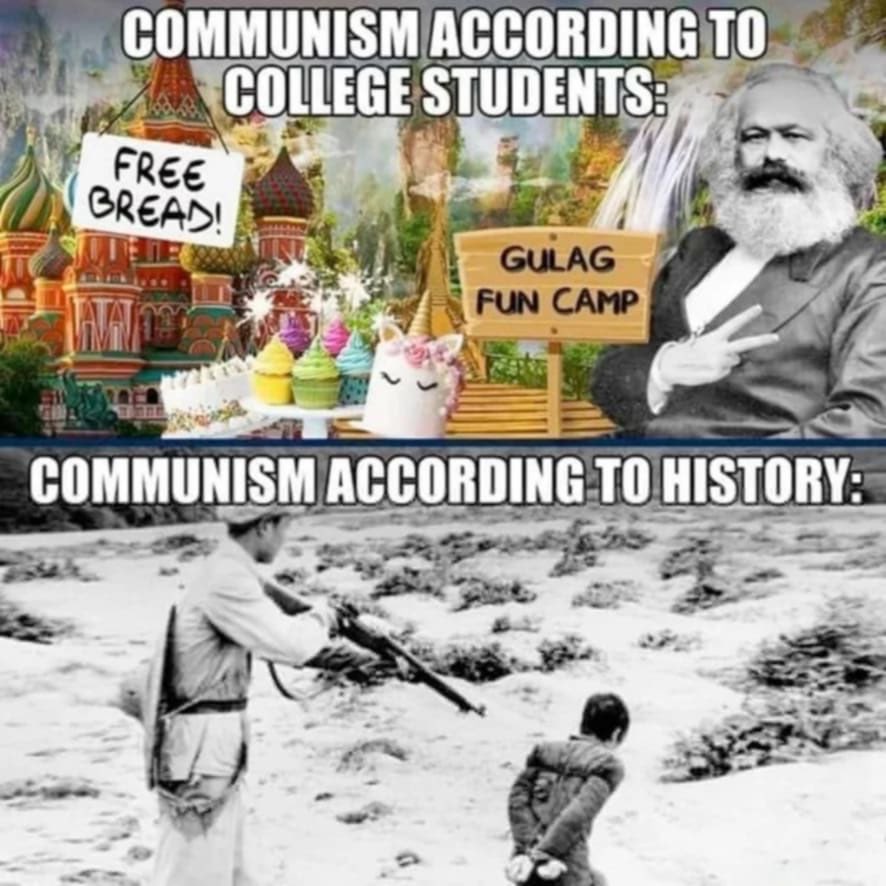 COMMUNISM ACCORDING TO
COLLEGE STUDENTS:
FREE
BREAD!
GULAG
FUN CAMP
COMMUNISM ACCORDING TO HISTORY: